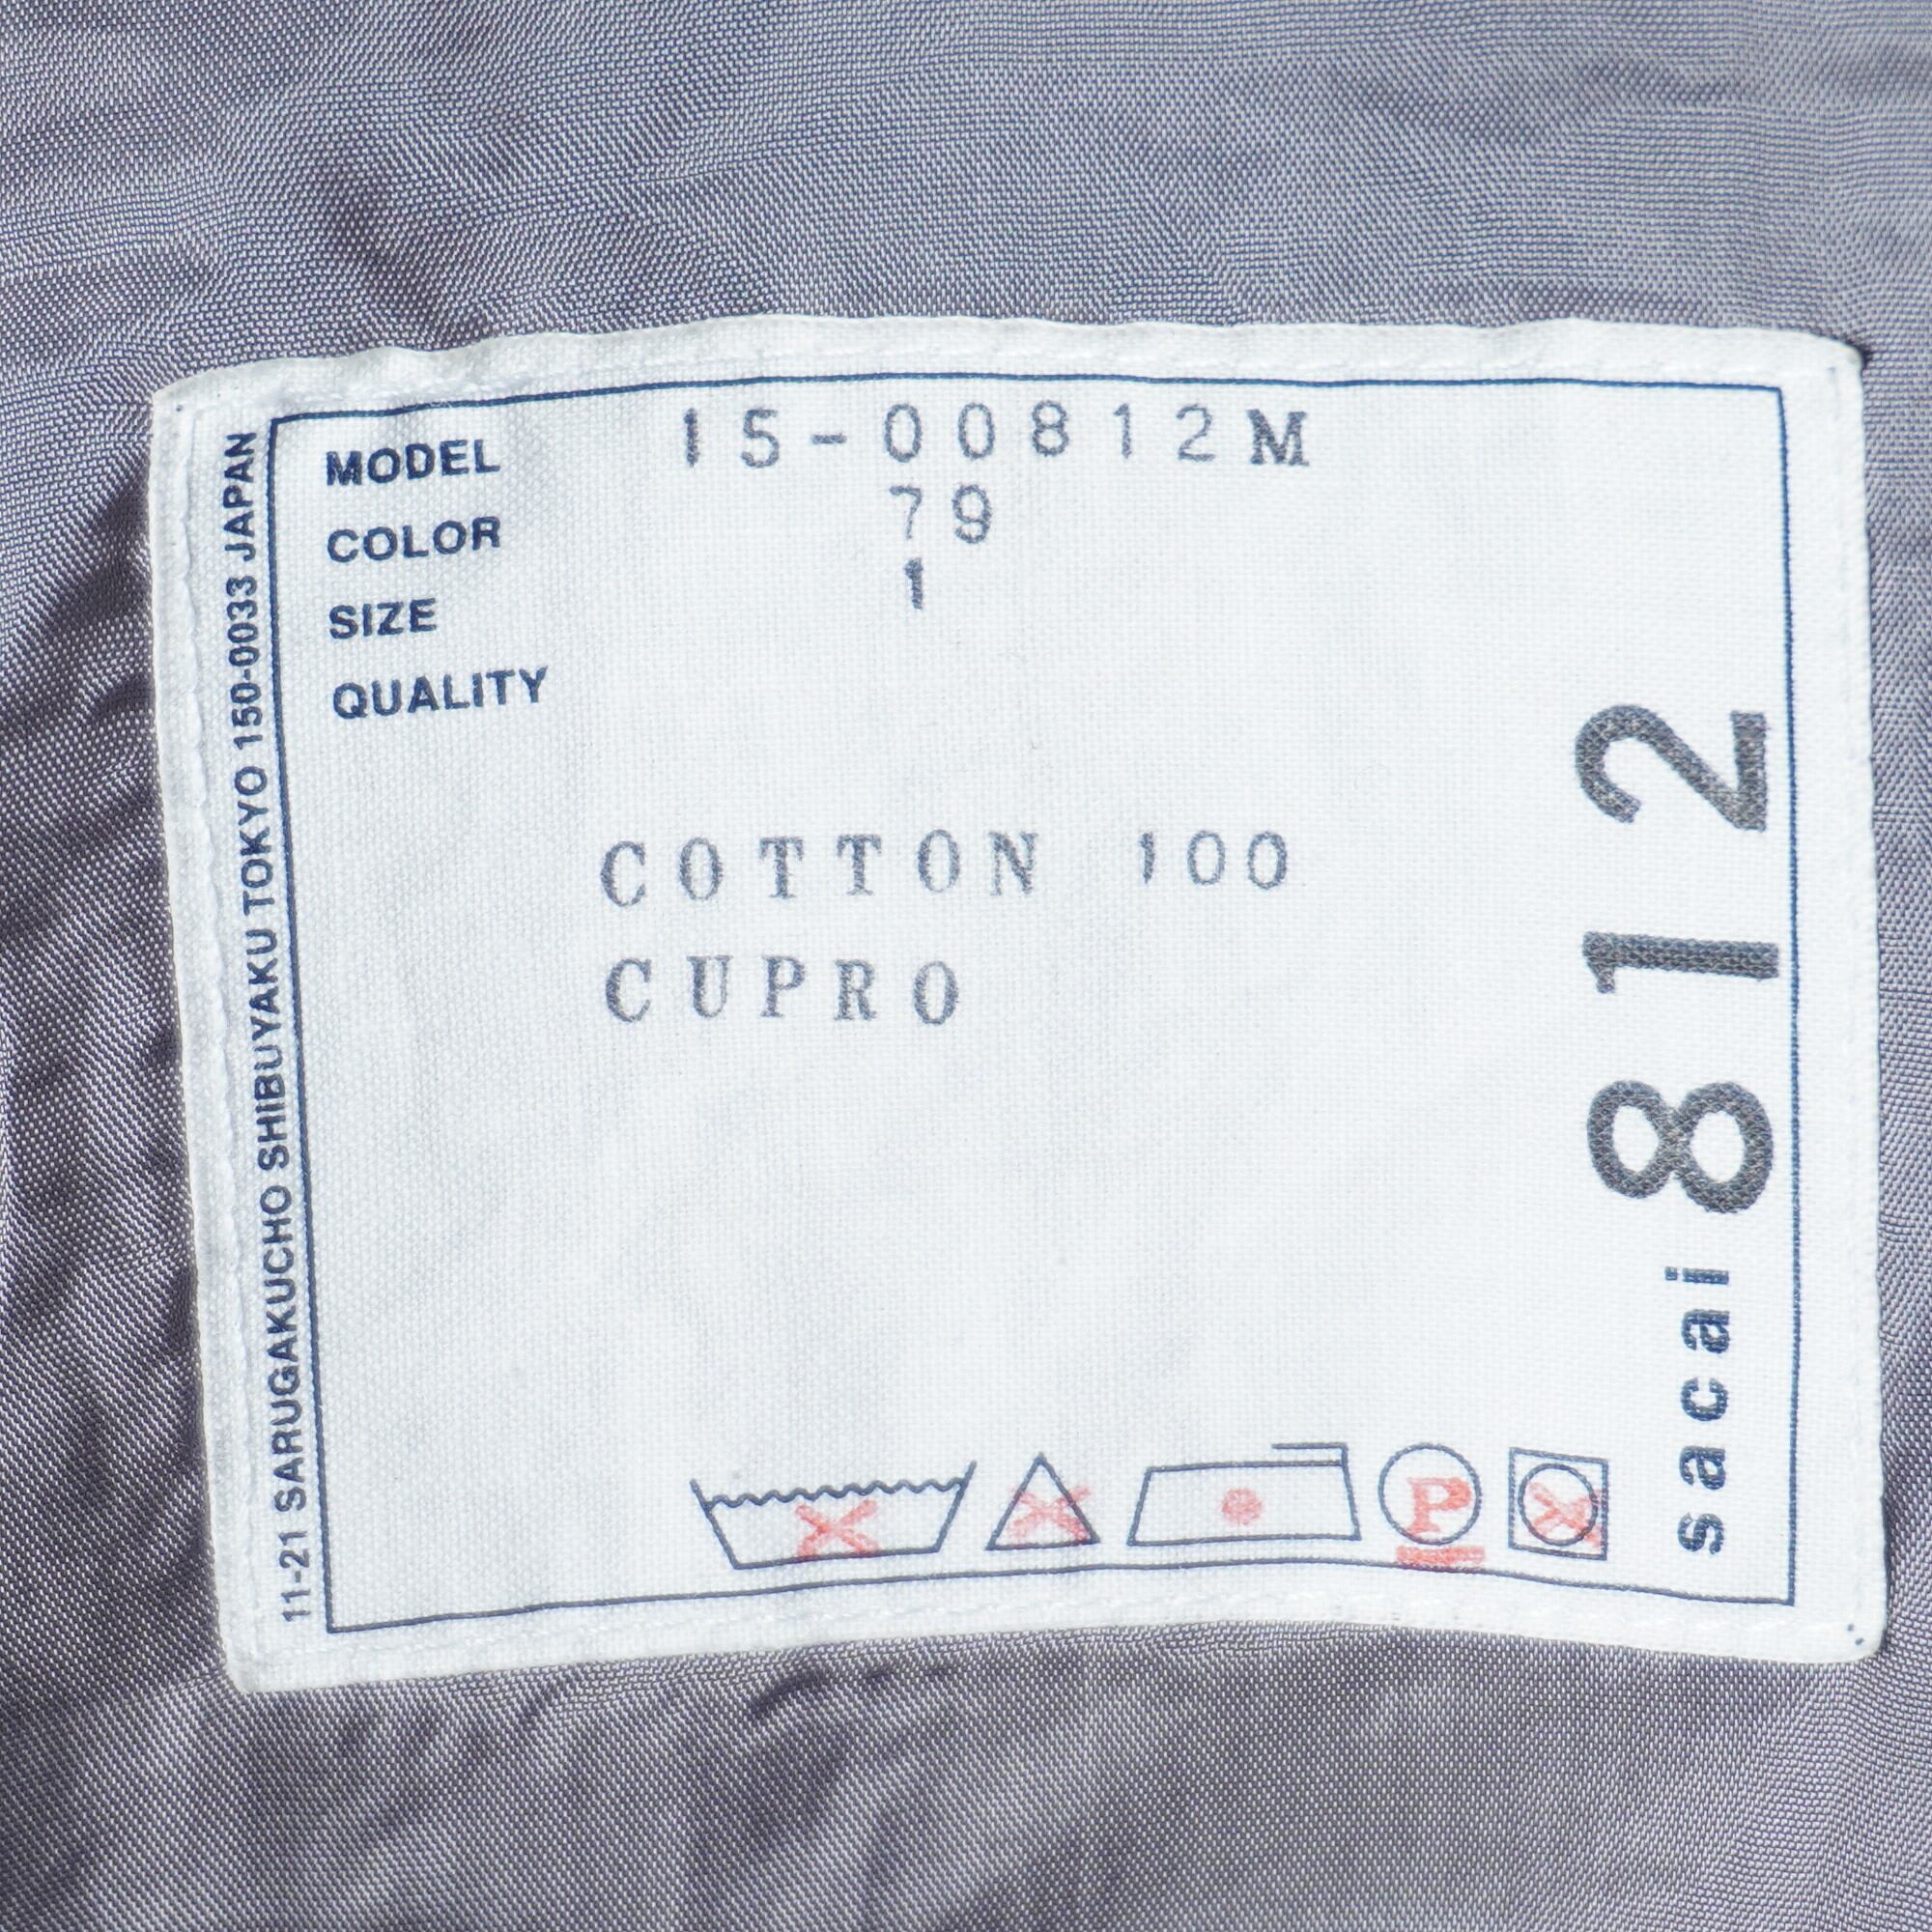 MODEL 15-00812M
COLOR 79
SIZE 1
QUALITY
COTTON 100
CUPRO
P
sacai 812
11-21 SARUGAKUCHO SHIBUYAKU TOKYO 150-0033 JAPAN